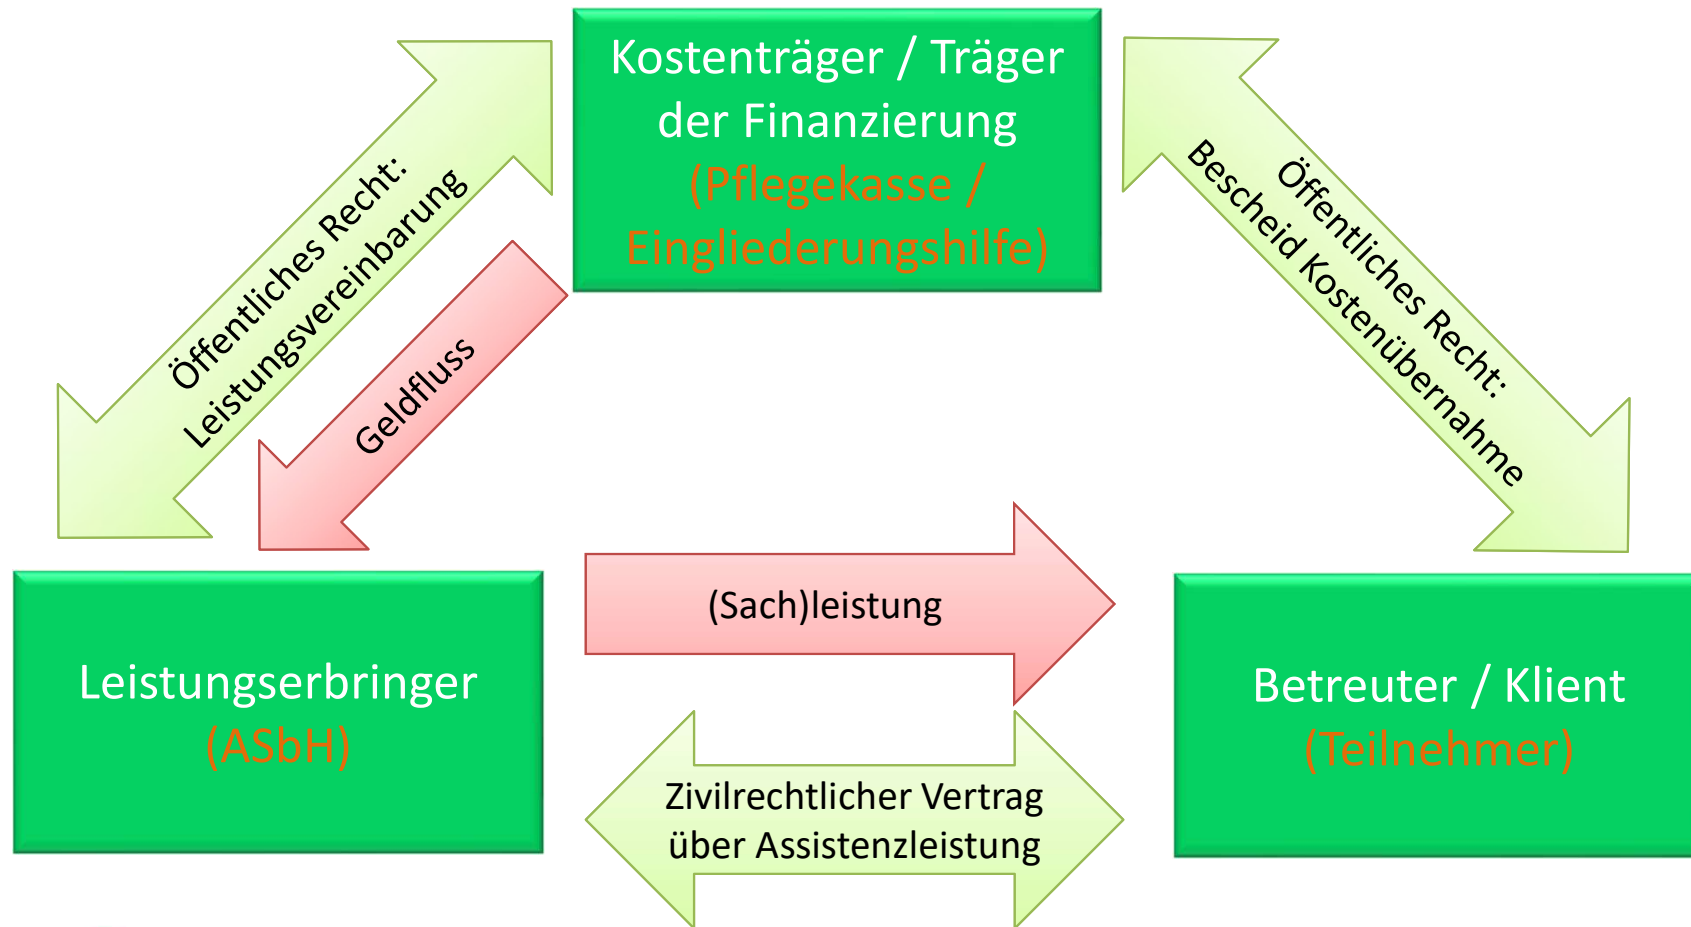 Kostenträger / Träger
der Finanzierung
(Pflegekasse /
Eingliederungshilfe)
Öffentliches Recht:
Leistungsvereinbarung
Geldfluss
Öffentliches Recht:
Bescheid Kostenübernahme
(Sach)leistung
Leistungserbringer
(ASbH)
Betreuter / Klient
(Teilnehmer)
Zivilrechtlicher Vertrag
über Assistenzleistung